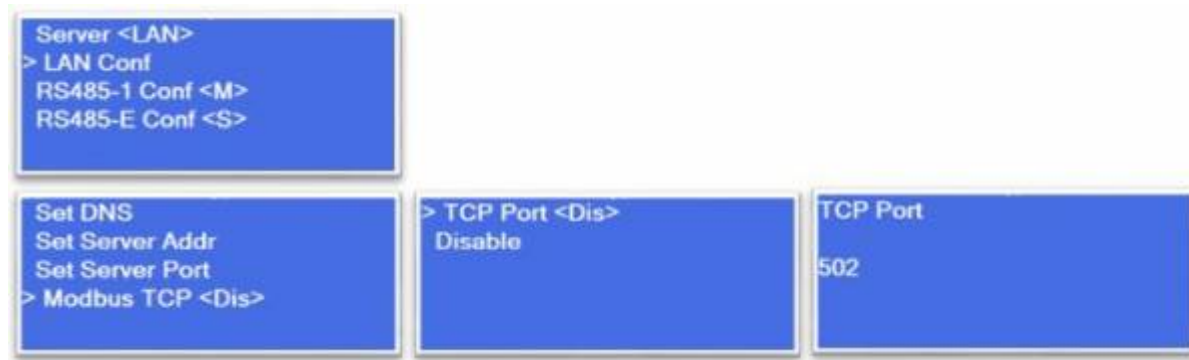 Server <LAN>
> LAN Conf
RS485-1 Conf <M>
RS485-E Conf <S>
Set DNS
Set Server Addr
Set Server Port
> Modbus TCP <Dis>
> TCP Port <Dis>
Disable
TCP Port
502